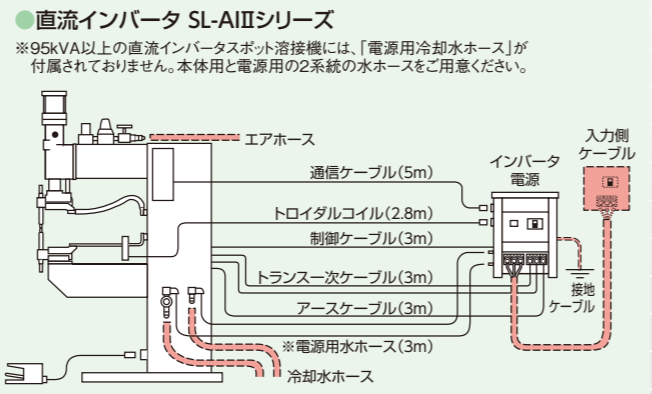 ●直流インバータ SL-AIⅡシリーズ
※95kVA以上の直流インバータスポット溶接機には、「電源用冷却水ホース」が
付属されておりません。本体用と電源用の2系統の水ホースをご用意ください。
エアホース
入力側
ケーブル
インバータ
電源
通信ケーブル(5m)
トロイダルコイル(2.8m)
制御ケーブル(3m)
トランス一次ケーブル(3m)
接地
ケーブル
アースケーブル(3m)
※電源用水ホース(3m)
冷却水ホース